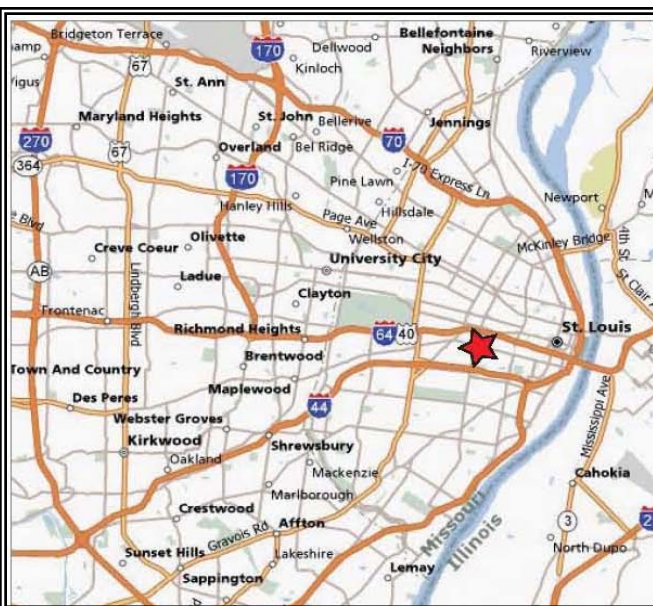 Bridgeton Terrace
Bellefontaine
Neighbors
170
Dellwood
Riverview
67
Kinloch
Vigus
St. Ann
Maryland Heights
St. John
Bellerive
Jennings
270
Overland
Bel Ridge
70
364
67
I-70 Express Ln
170
Pine Lawn
Newport
Hanley Hills
Hillsdale
Page Ave
Wellston
McKinley Bridge
4th St
Olivette
Creve Coeur
University City
AB
Lindbergh Blvd
Ladue
Clayton
Frontenac
Richmond Heights
64
40
St. Louis
Brentwood
Town And Country
Maplewood
Des Peres
44
Mississippi Ave
Webster Groves
Kirkwood
Shrewsbury
Oakland
Mackenzie
Cahokia
Marlborough
Crestwood
Missouri
Illinois
3
Gravois Rd
Affton
North Dupo
Sunset Hills
Lakeshire
Sappington
Lemay